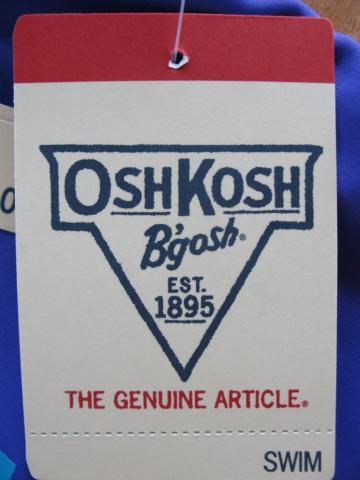 OSHKOSH
B'gosh®
EST.
1895
THE GENUINE ARTICLE®
SWIM
O